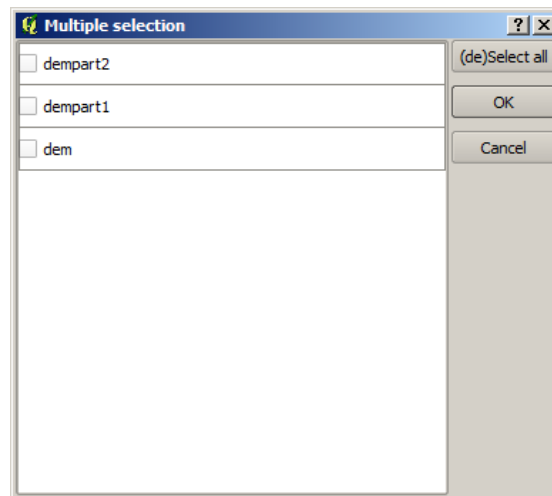 Multiple selection
dempart2
dempart1
dem
(de)Select all
OK
Cancel